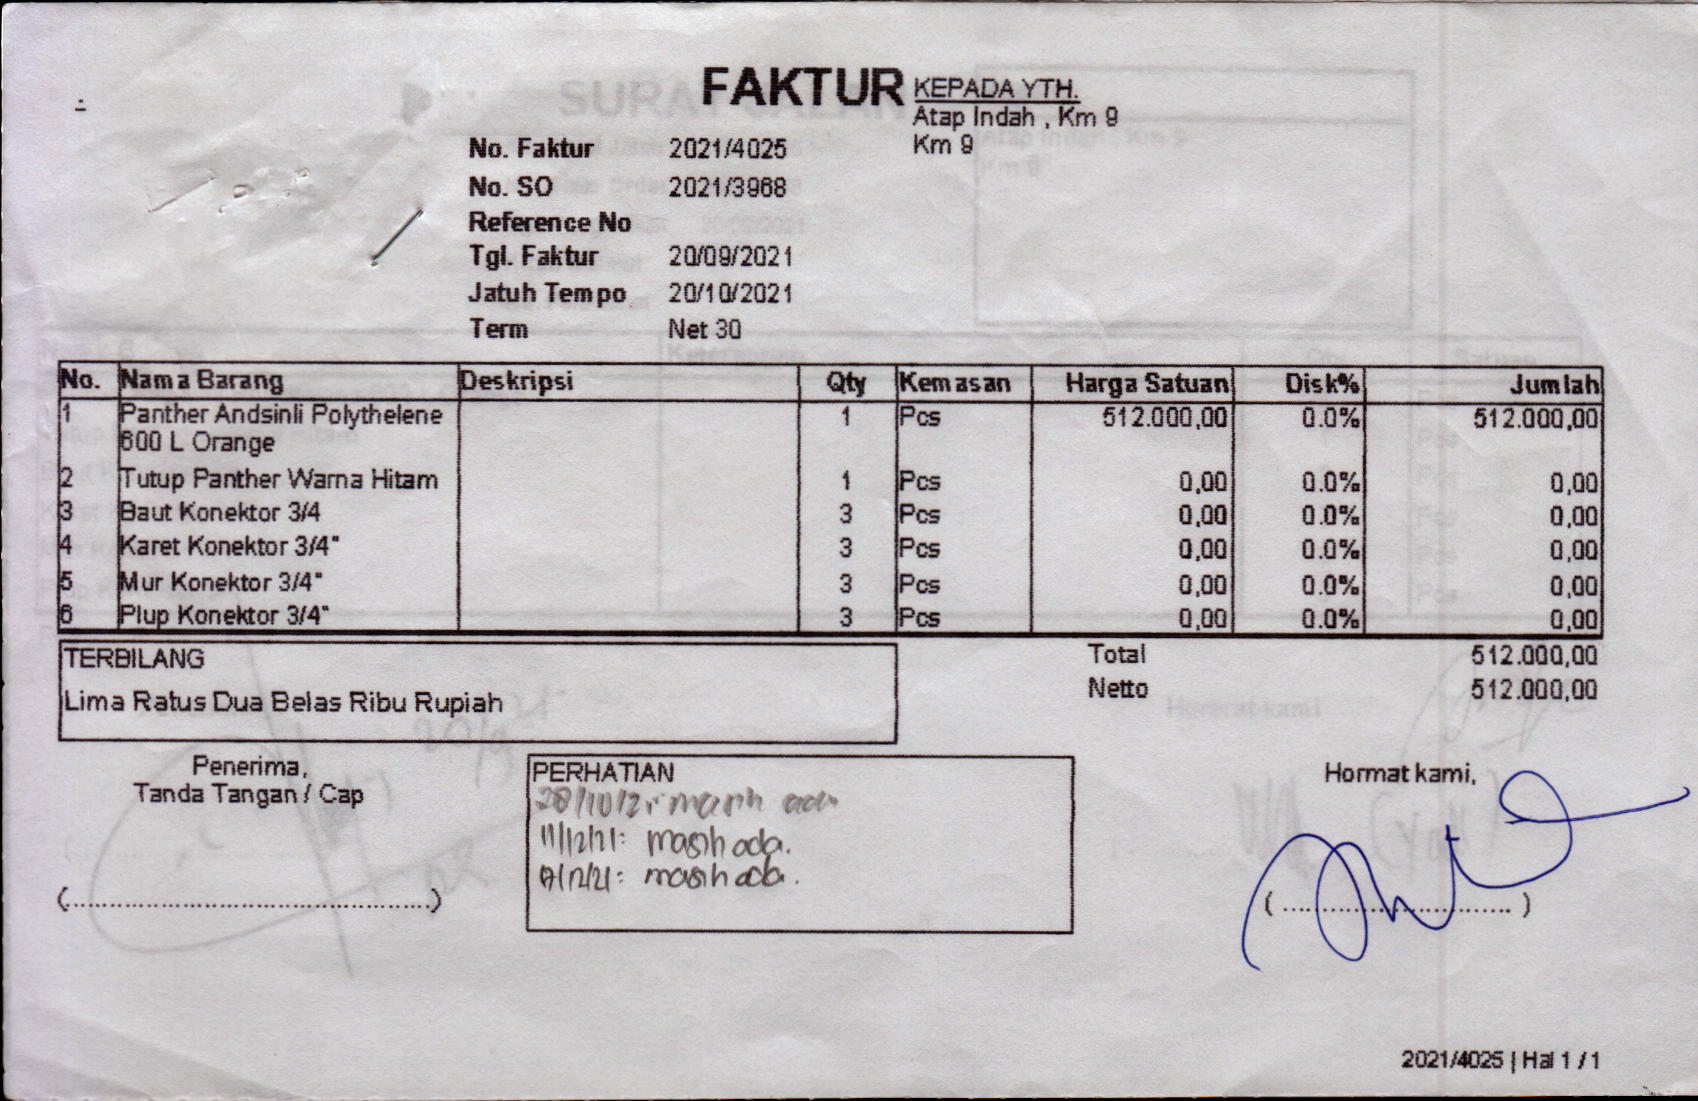 FAKTUR
KEPADA YTH.
Atap Indah , Km 9
Km 9
No. Faktur 2021/4025
No. SO 2021/3968
Reference No
Tgl. Faktur 20/09/2021
Jatuh Tempo 20/10/2021
Term Net 30
No. Nama Barang Deskripsi Qty Kemasan Harga Satuan Disk% Jumlah
1 Panther Andsinli Polythelene 1 Pcs 512.000,00 0.0% 512.000,00
600 L Orange
2 Tutup Panther Warna Hitam 1 Pcs 0,00 0.0% 0,00
3 Baut Konektor 3/4 3 Pcs 0,00 0.0% 0,00
4 Karet Konektor 3/4" 3 Pcs 0,00 0.0% 0,00
5 Mur Konektor 3/4" 3 Pcs 0,00 0.0% 0,00
6 Plup Konektor 3/4" 3 Pcs 0,00 0.0% 0,00
TERBILANG
Lima Ratus Dua Belas Ribu Rupiah
Total 512.000,00
Netto 512.000,00
Penerima,
Tanda Tangan / Cap
PERHATIAN
28/10/21: masih ada
11/12/21: masih ada.
masih ada.
Hormat kami,
2021/4025 | Hal 1 / 1